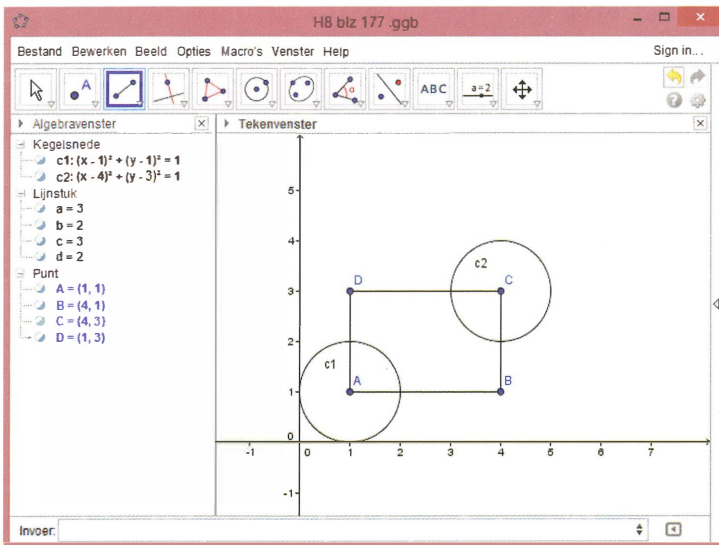 H8 blz 177 .ggb
Bestand Bewerken Beeld Opties Macro's Venster Help Sign in...
A ABC a=2
Algebravenster
Kegelsnede
c1: (x - 1)² + (y - 1)² = 1
c2: (x - 4)² + (y - 3)² = 1
Lijnstuk
a = 3
b = 2
c = 3
d = 2
Punt
A = (1, 1)
B = (4, 1)
C = (4, 3)
D = (1, 3)
Tekenvenster
5
4
c2
D C
3
2
c1
A B
1
0
-1 0 1 2 3 4 5 6 7
-1
Invoer: